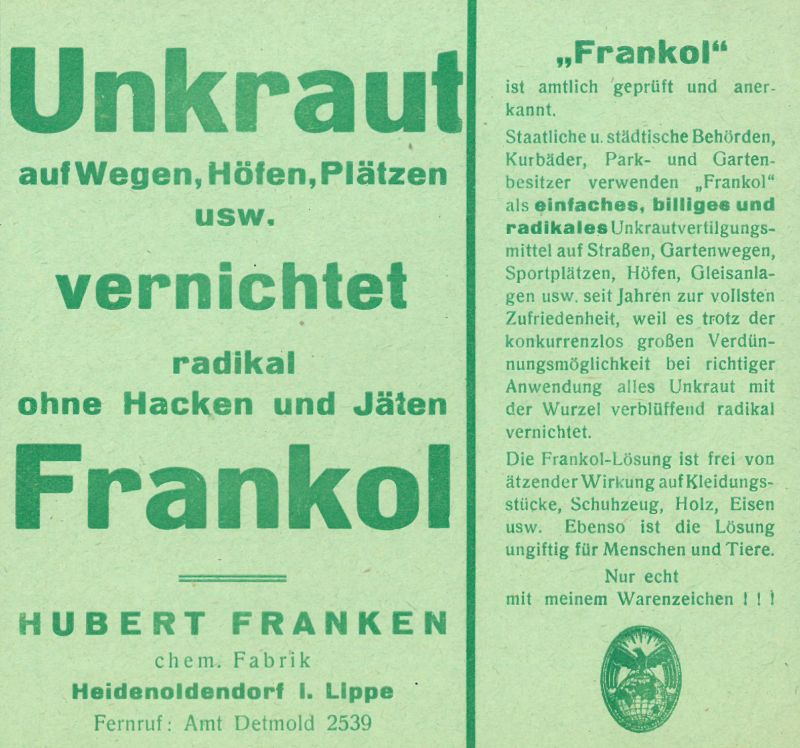 Unkraut
auf Wegen, Höfen, Plätzen
usw.
vernichtet
radikal
ohne Hacken und Jäten
Frankol
HUBERT FRANKEN
chem. Fabrik
Heidenoldendorf i. Lippe
Fernruf: Amt Detmold 2539
„Frankol“
ist amtlich geprüft und aner-
kannt.
Staatliche u. städtische Behörden,
Kurbäder, Park- und Garten-
besitzer verwenden „Frankol“
als einfaches, billiges und
radikales Unkrautvertilgungs-
mittel auf Straßen, Gartenwegen,
Sportplätzen, Höfen, Gleisanla-
gen usw. seit Jahren zur vollsten
Zufriedenheit, weil es trotz der
konkurrenzlos großen Verdün-
nungsmöglichkeit bei richtiger
Anwendung alles Unkraut mit
der Wurzel verblüffend radikal
vernichtet.
Die Frankol-Lösung ist frei von
ätzender Wirkung auf Kleidungs-
stücke, Schuhzeug, Holz, Eisen
usw. Ebenso ist die Lösung
ungiftig für Menschen und Tiere.
Nur echt
mit meinem Warenzeichen ! ! !